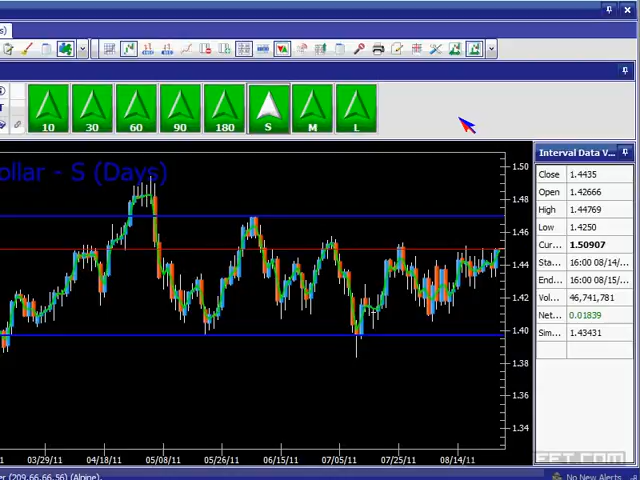 s)
10 30 60 90 180 S M L
ollar - S (Days)
1.50
1.48
1.46
1.44
1.42
1.40
1.38
1.36
1.34
03/29/11 04/18/11 05/08/11 05/26/11 06/15/11 07/05/11 07/25/11 08/14/11
Interval Data V...
Close 1.4435
Open 1.42666
High 1.44769
Low 1.4250
Curr... 1.50907
Sta... 16:00 08/14/...
End... 16:00 08/15/...
Vol... 46,741,781
Net... 0.01839
Sim... 1.43431
er (209.66.66.56) (Alpine).
No New Alerts